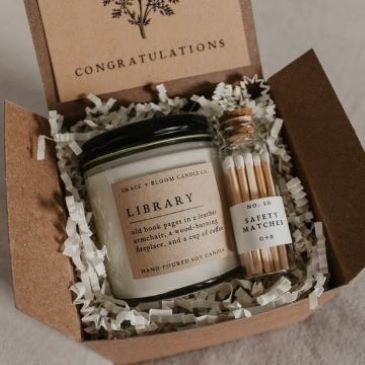 CONGRATULATIONS
GRACE + BLOOM CANDLE CO.
LIBRARY
old book pages in a leather
armchair, a wood-burning
fireplace, and a cup of coffee
HAND-POURED SOY CANDLE
NO. 50
SAFETY
MATCHES
G+B